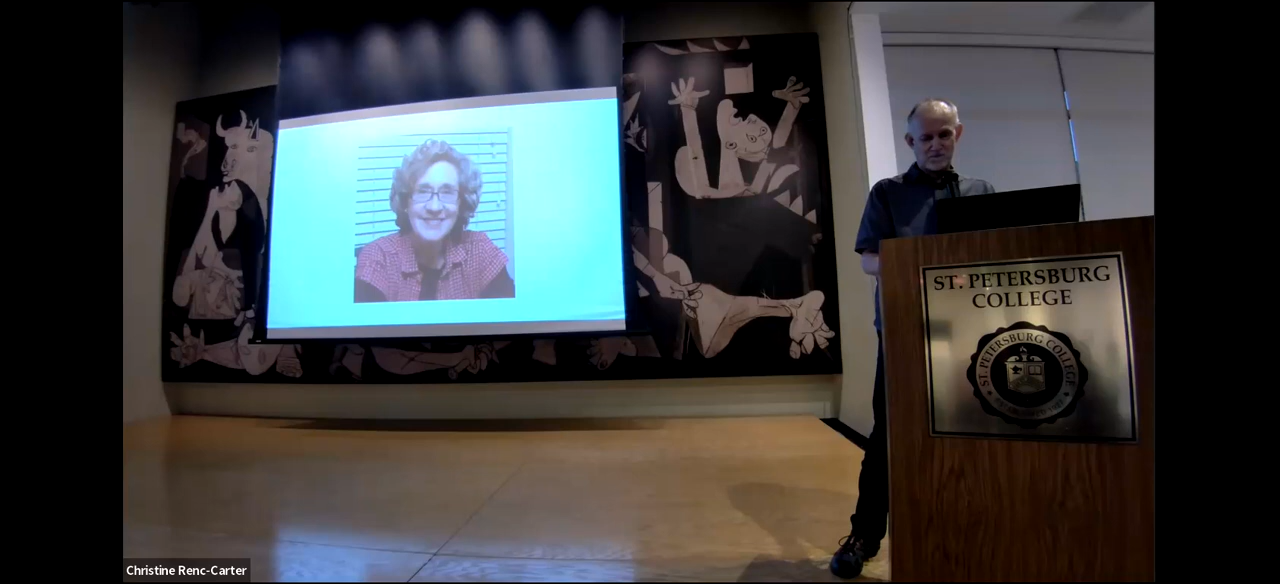 ST. PETERSBURG
COLLEGE
ST. PETERSBURG COLLEGE
Christine Renc-Carter